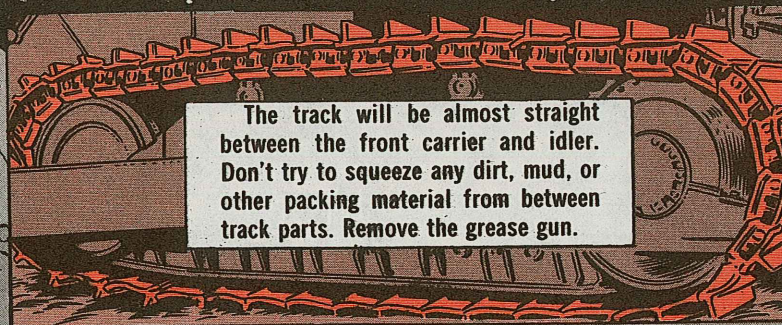 The track will be almost straight
between the front carrier and idler.
Don't try to squeeze any dirt, mud, or
other packing material from between
track parts. Remove the grease gun.